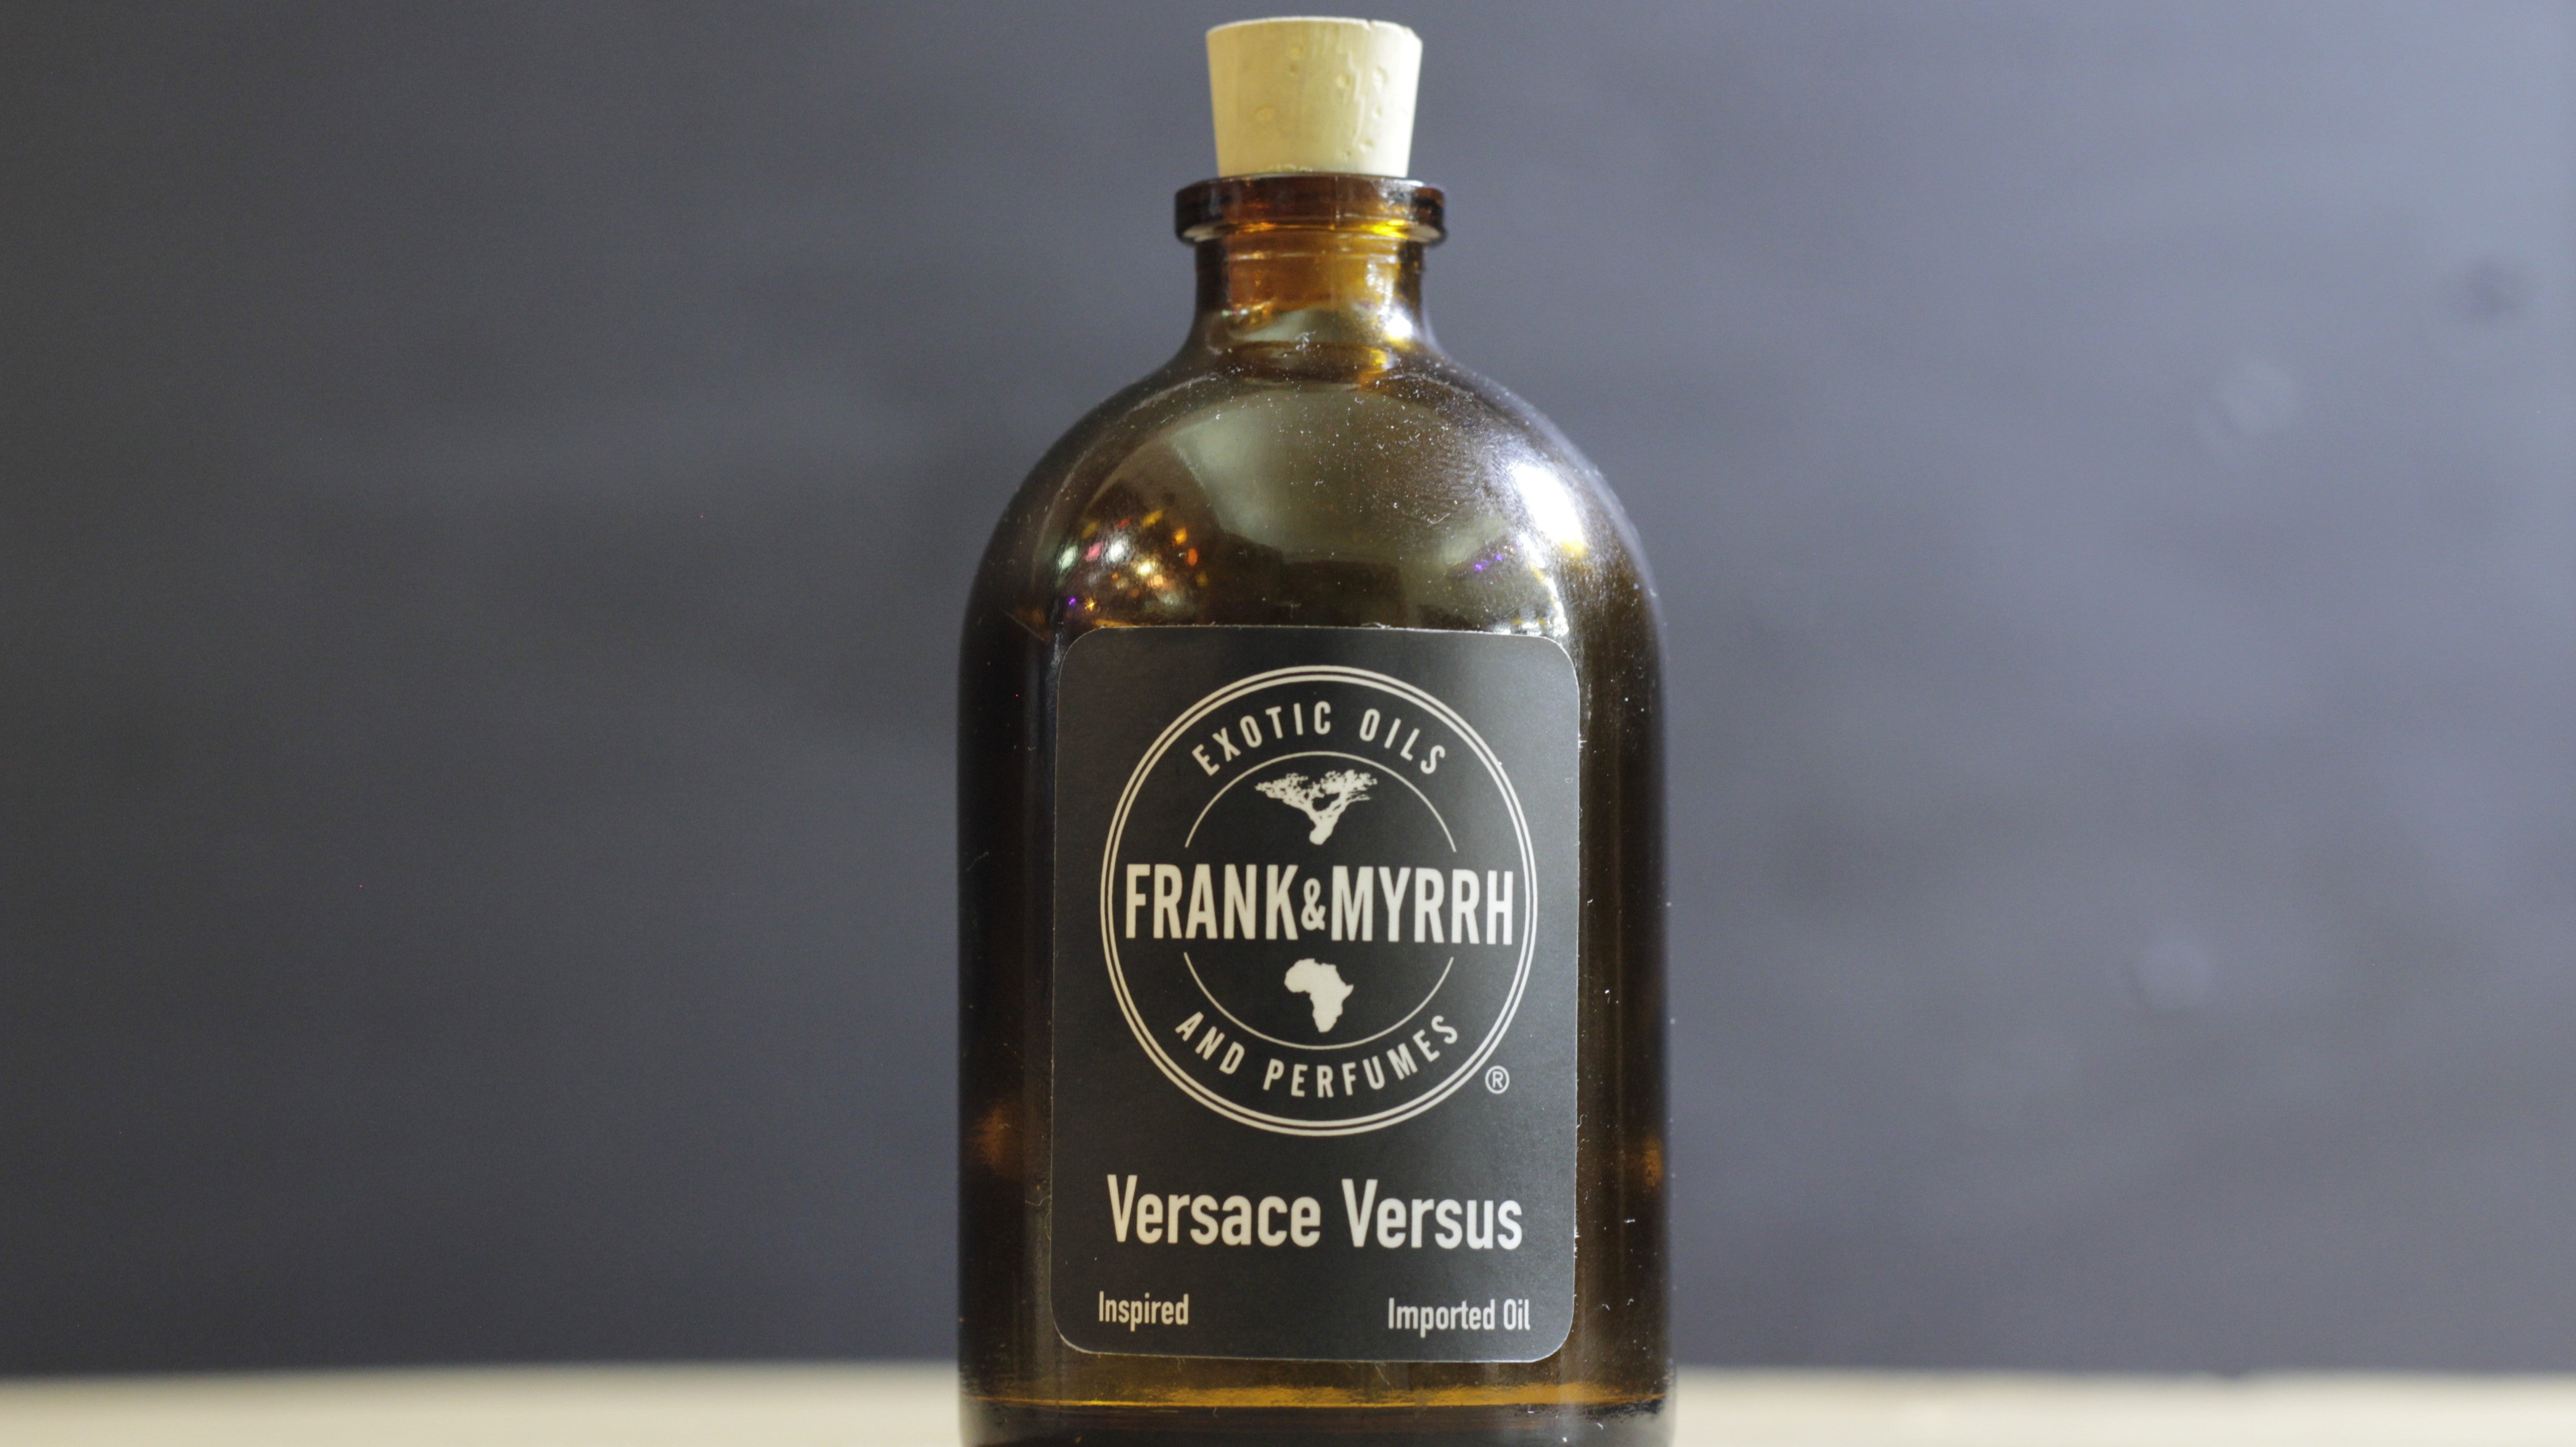 EXOTIC OILS
FRANK&MYRRH
AND PERFUMES
®
Versace Versus
Inspired
Imported Oil